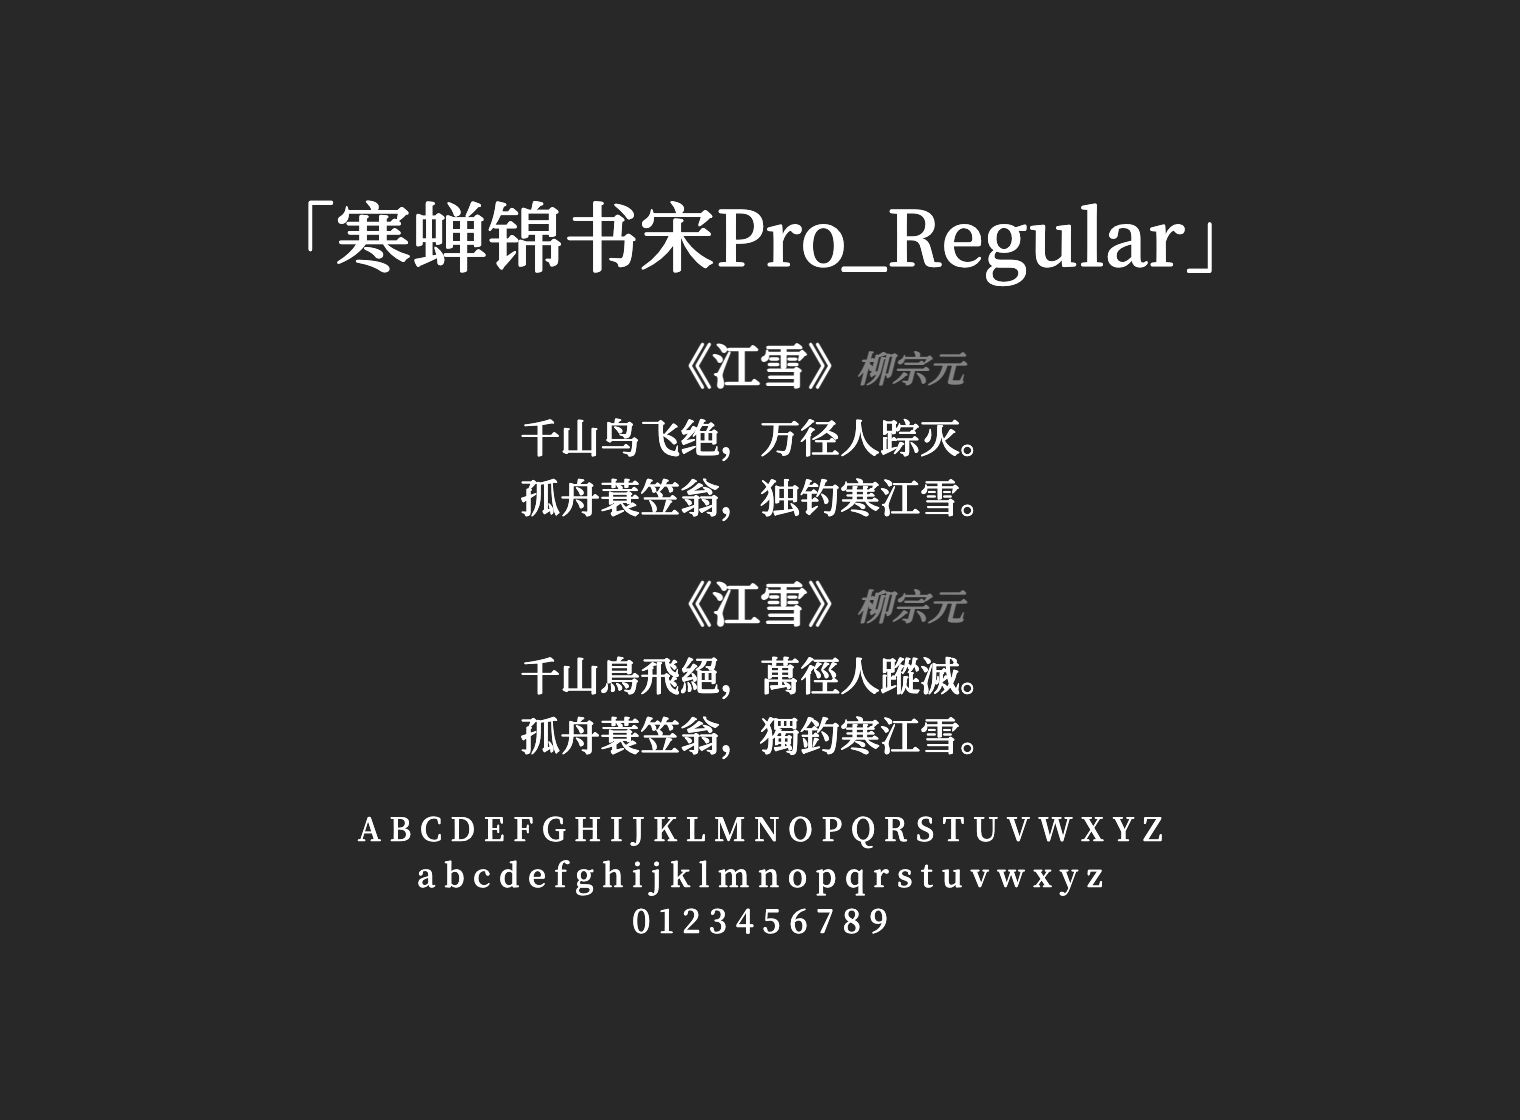 「寒蝉锦书宋Pro_Regular」
《江雪》 柳宗元
千山鸟飞绝，万径人踪灭。
孤舟蓑笠翁，独钓寒江雪。
《江雪》 柳宗元
千山鳥飛絕，萬徑人蹤滅。
孤舟蓑笠翁，獨釣寒江雪。
A B C D E F G H I J K L M N O P Q R S T U V W X Y Z
a b c d e f g h i j k l m n o p q r s t u v w x y z
0 1 2 3 4 5 6 7 8 9